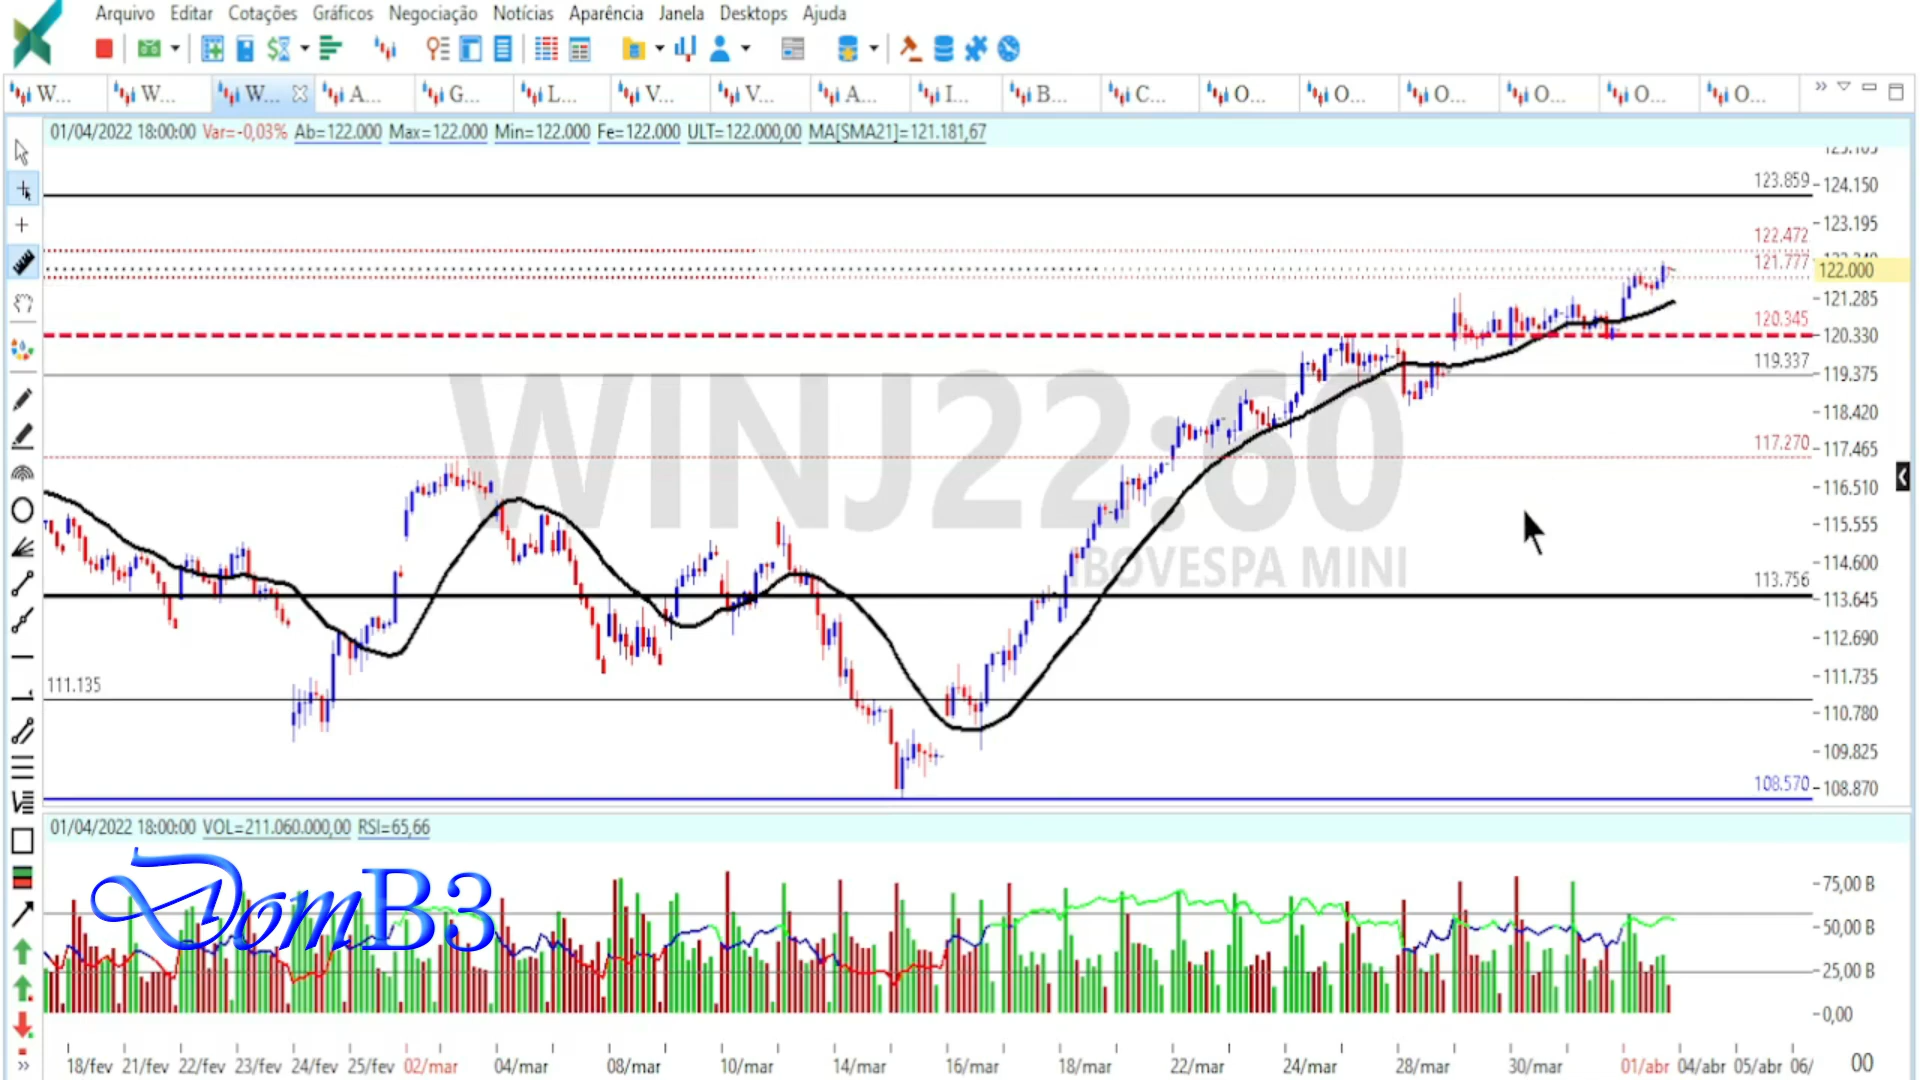 Arquivo Editar Cotações Gráficos Negociação Notícias Aparência Janela Desktops Ajuda
W... W... W... A... G... L... V... V... A... I... B... C... O... O... O... O... O... O...
01/04/2022 18:00:00 Var=-0,03% Ab=122.000 Max=122.000 Min=122.000 Fe=122.000 ULT=122.000,00 MA[SMA21]=121.181,67
123.859
124.150
123.195
122.472
121.777
122.000
121.285
120.345
120.330
119.337
119.375
118.420
117.270
117.465
116.510
115.555
114.600
113.756
113.645
112.690
111.735
111.135
110.780
109.825
108.570
108.870
WINJ22:60
IBOVESPA MINI
01/04/2022 18:00:00 VOL=211.060.000,00 RSI=65,66
DomB3
75,00 B
50,00 B
25,00 B
0,00
18/fev 21/fev 22/fev 23/fev 24/fev 25/fev 02/mar 04/mar 08/mar 10/mar 14/mar 16/mar 18/mar 22/mar 24/mar 28/mar 30/mar 01/abr 04/abr 05/abr 06/ 00